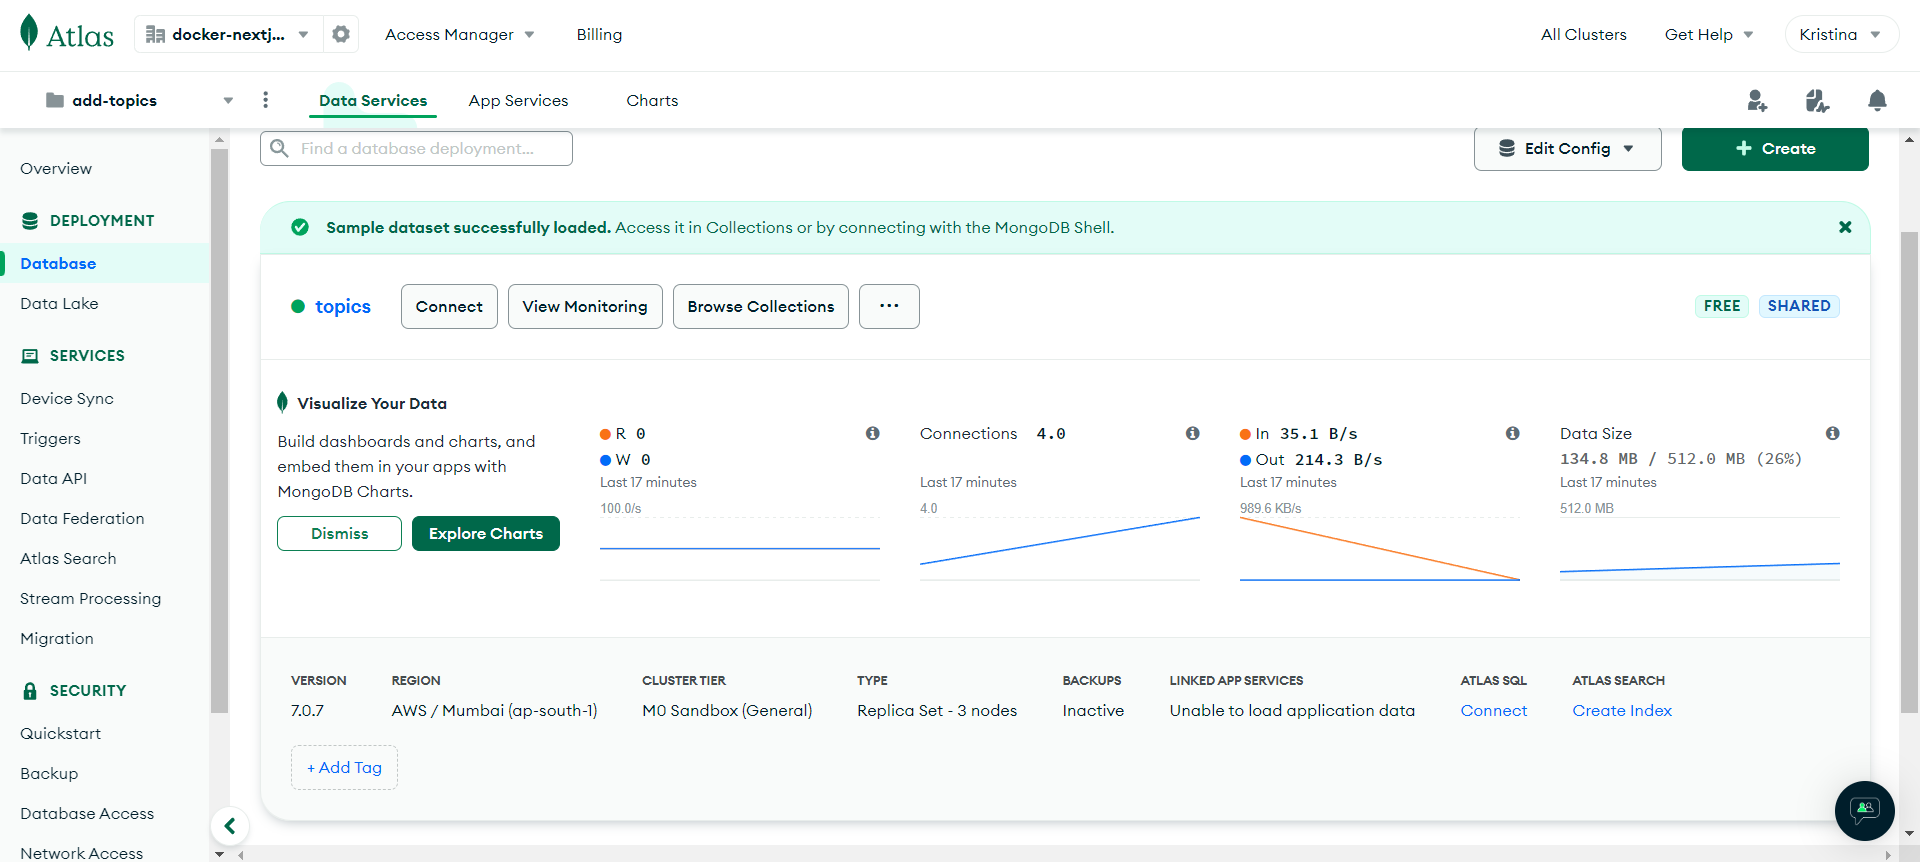 Atlas
docker-nextj...
Access Manager
Billing
All Clusters
Get Help
Kristina
add-topics
Data Services
App Services
Charts
Overview
DEPLOYMENT
Database
Data Lake
SERVICES
Device Sync
Triggers
Data API
Data Federation
Atlas Search
Stream Processing
Migration
SECURITY
Quickstart
Backup
Database Access
Network Access
Find a database deployment...
Edit Config
+ Create
Sample dataset successfully loaded. Access it in Collections or by connecting with the MongoDB Shell.
topics
Connect
View Monitoring
Browse Collections
...
FREE
SHARED
Visualize Your Data
Build dashboards and charts, and
embed them in your apps with
MongoDB Charts.
Dismiss
Explore Charts
R 0
W 0
Last 17 minutes
100.0/s
Connections 4.0
Last 17 minutes
4.0
In 35.1 B/s
Out 214.3 B/s
Last 17 minutes
989.6 KB/s
Data Size
134.8 MB / 512.0 MB (26%)
Last 17 minutes
512.0 MB
VERSION
7.0.7
REGION
AWS / Mumbai (ap-south-1)
CLUSTER TIER
M0 Sandbox (General)
TYPE
Replica Set - 3 nodes
BACKUPS
Inactive
LINKED APP SERVICES
Unable to load application data
ATLAS SQL
Connect
ATLAS SEARCH
Create Index
+ Add Tag